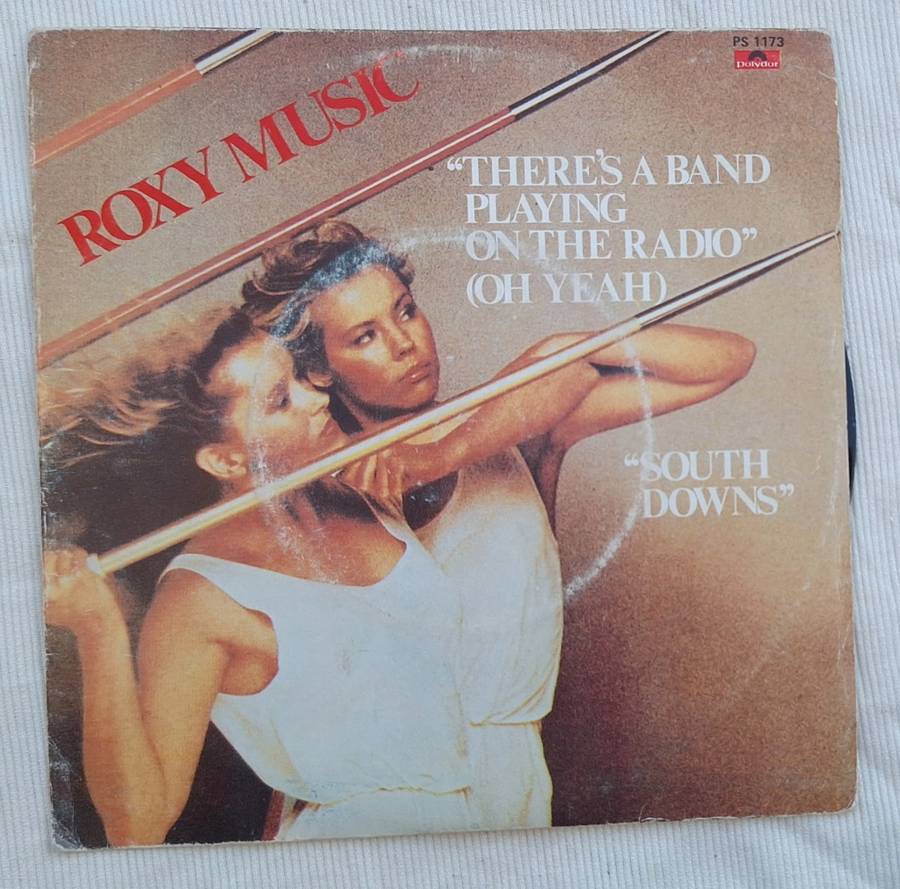 PS 1173
polydor
ROXY MUSIC
“THERE'S A BAND
PLAYING
ON THE RADIO”
(OH YEAH)
“SOUTH
DOWNS”